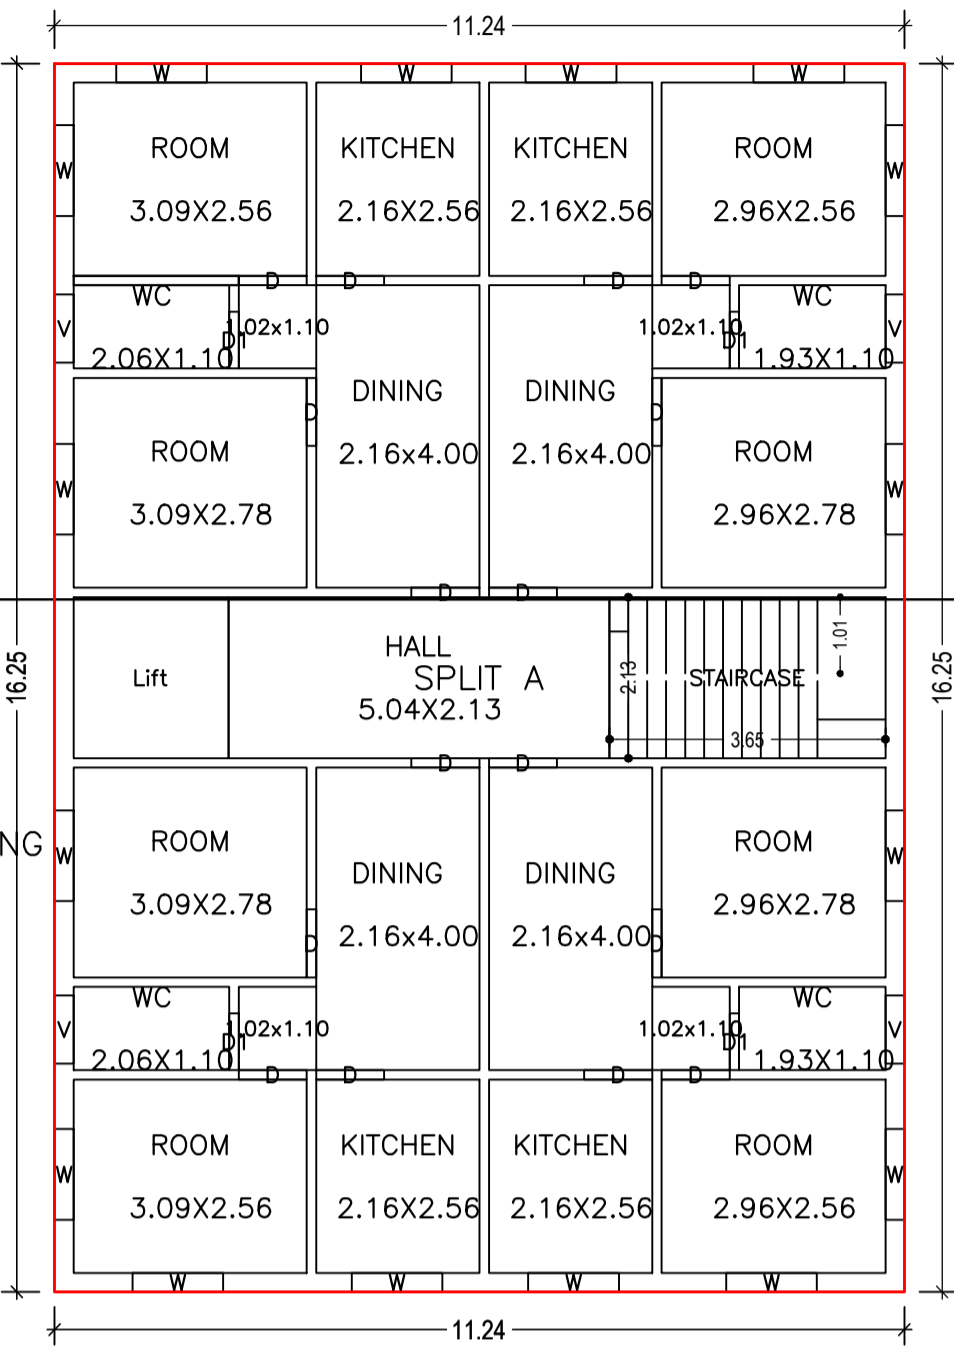 11.24
W W W W
ROOM KITCHEN KITCHEN ROOM
W W
3.09X2.56 2.16X2.56 2.16X2.56 2.96X2.56
D D D D
WC WC
V 1.02x1.10 1.02x1.10 V
D1 D1
2.06X1.10 1.93X1.10
DINING DINING
D D
ROOM 2.16x4.00 2.16x4.00 ROOM
W W
3.09X2.78 2.96X2.78
D D
1.01
HALL
16.25 Lift SPLIT A 2.13 STAIRCASE 16.25
5.04X2.13
3.65
D D
ROOM ROOM
NG W W
DINING DINING
3.09X2.78 2.96X2.78
D 2.16x4.00 2.16x4.00 D
WC WC
V 1.02x1.10 1.02x1.10 V
D1 D1
2.06X1.10 1.93X1.10
D D D D
ROOM KITCHEN KITCHEN ROOM
W W
3.09X2.56 2.16X2.56 2.16X2.56 2.96X2.56
W W W W
11.24